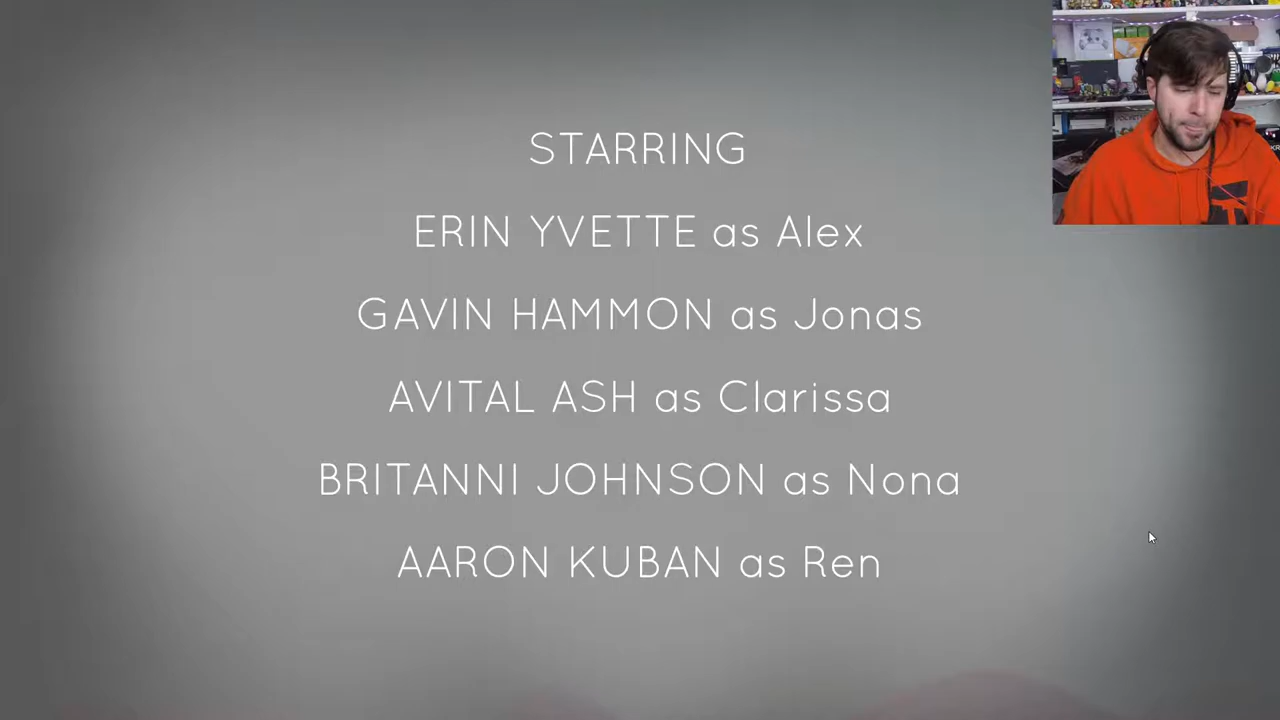 STARRING
ERIN YVETTE as Alex
GAVIN HAMMON as Jonas
AVITAL ASH as Clarissa
BRITANNI JOHNSON as Nona
AARON KUBAN as Ren